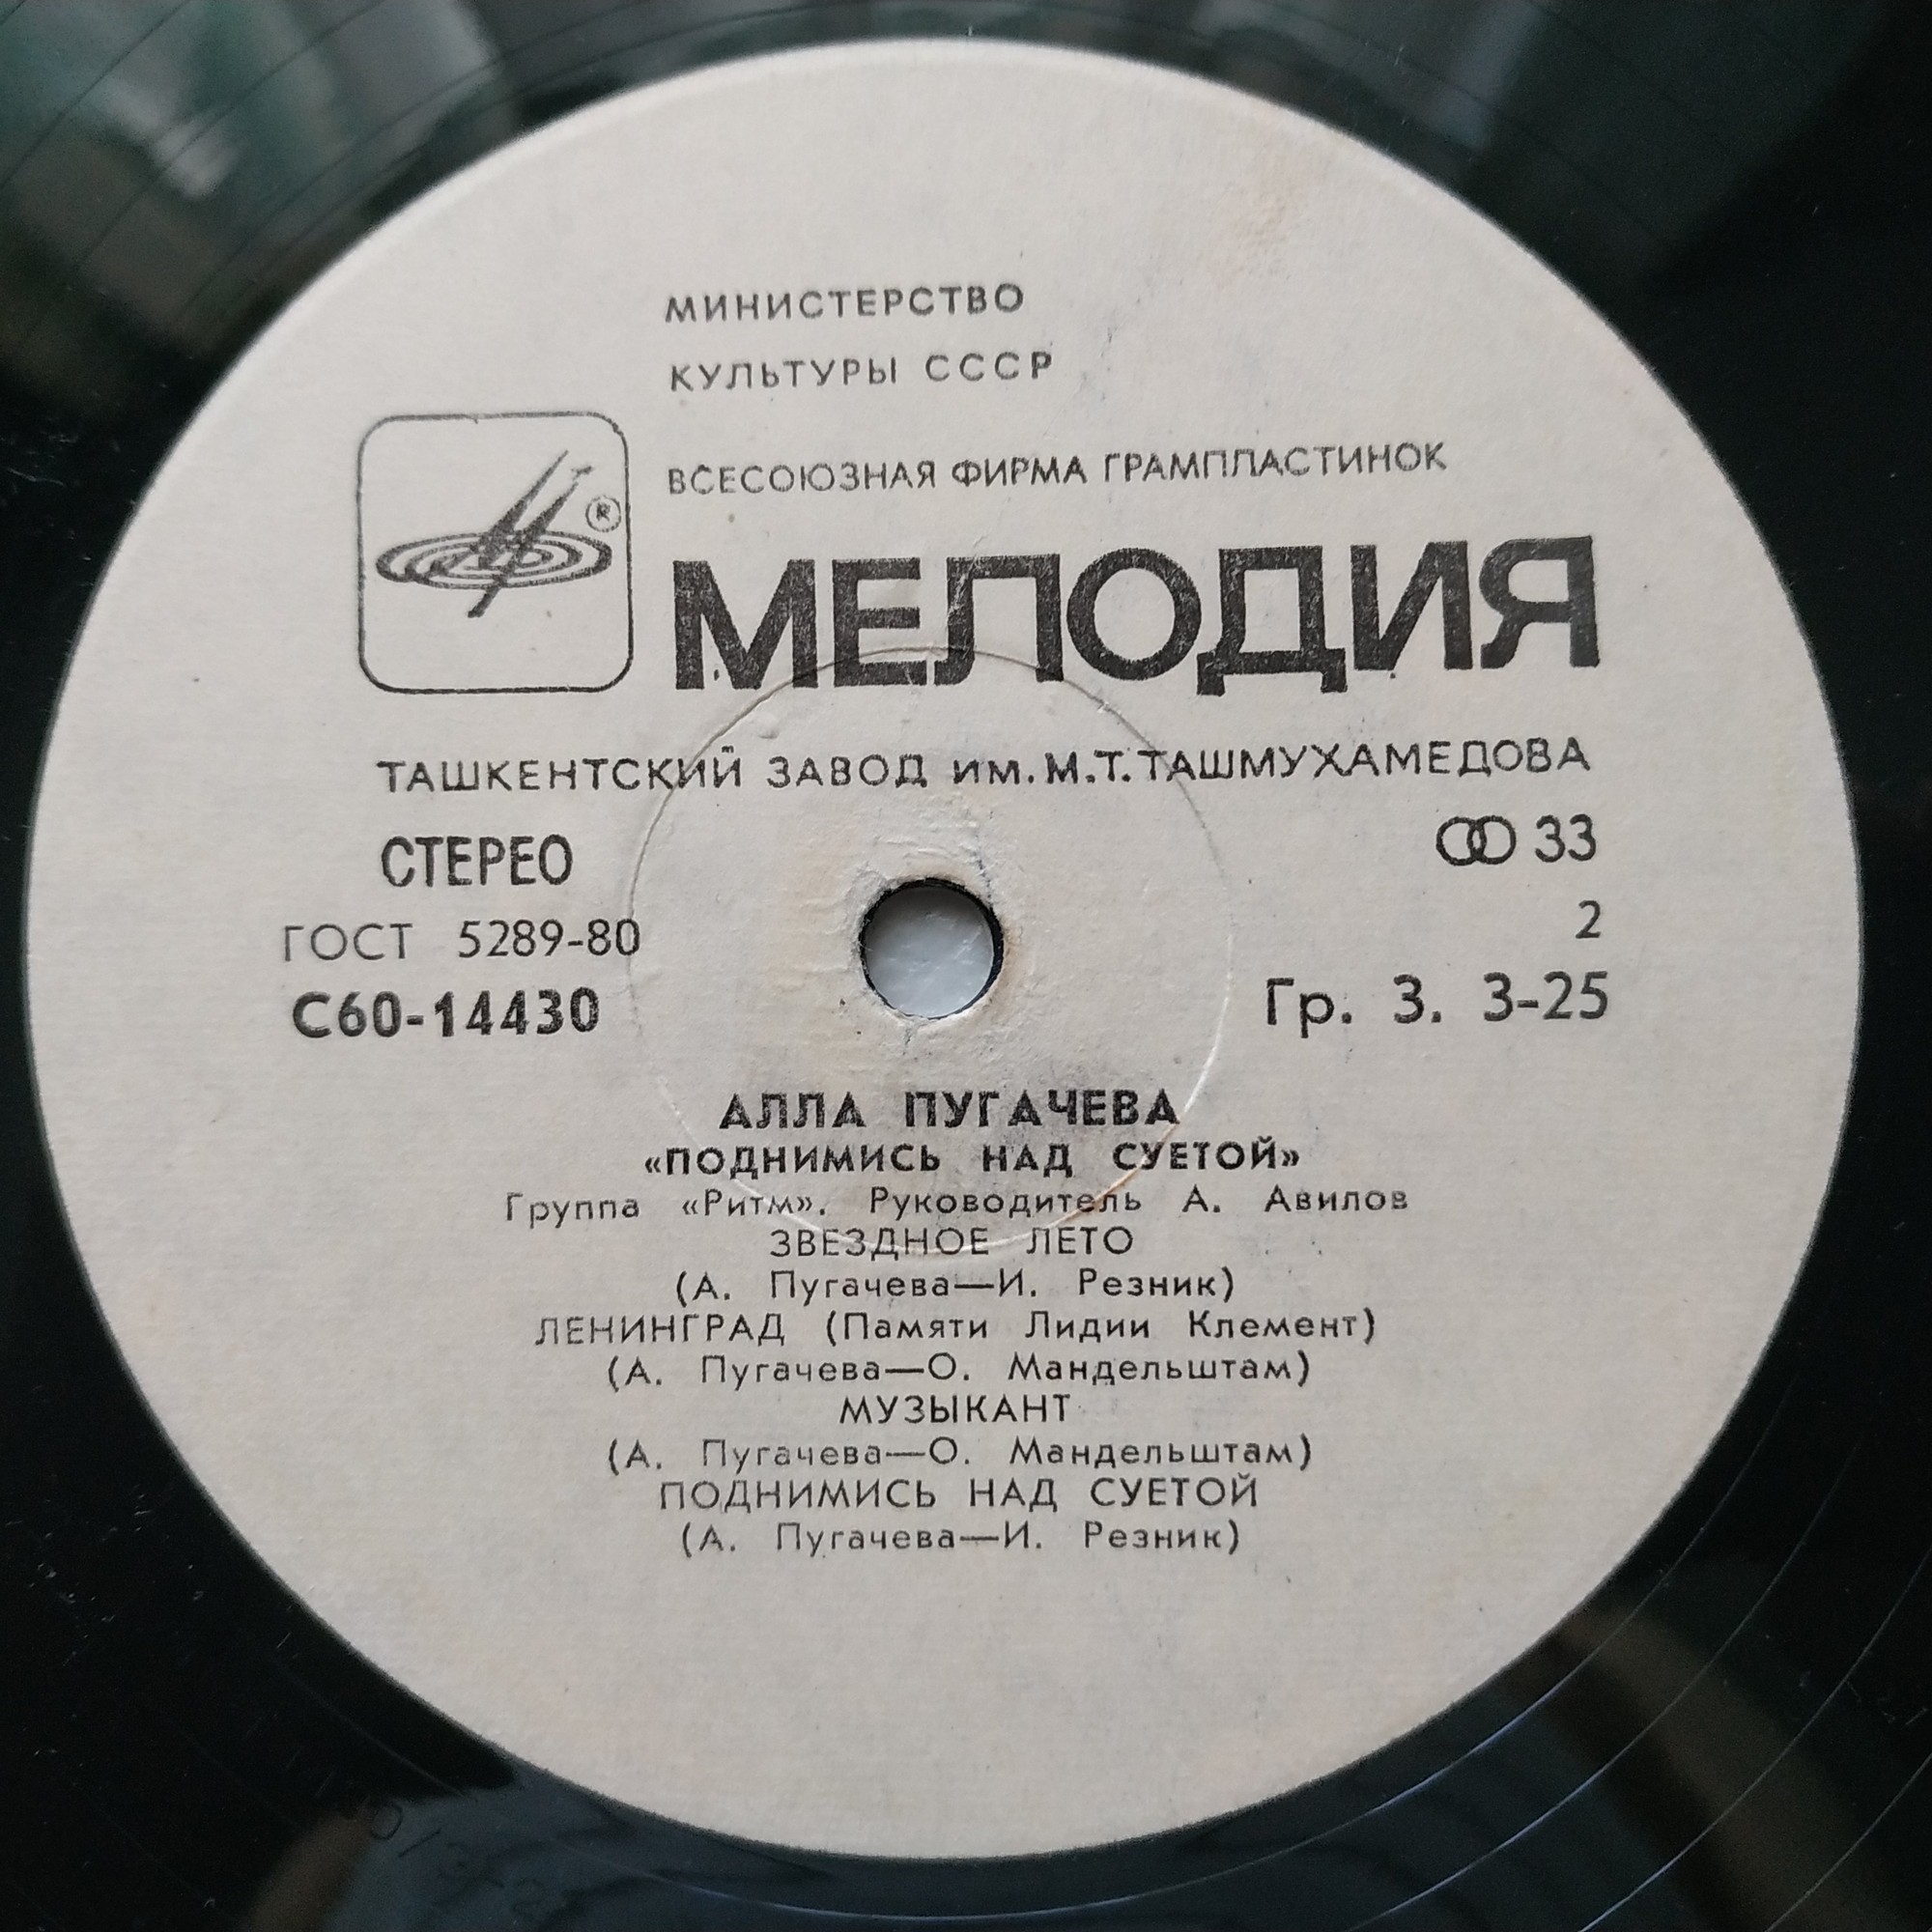 МИНИСТЕРСТВО
КУЛЬТУРЫ СССР
ВСЕСОЮЗНАЯ ФИРМА ГРАМПЛАСТИНОК
®
МЕЛОДИЯ
ТАШКЕНТСКИЙ ЗАВОД им. М.Т. ТАШМУХАМЕДОВА
СТЕРЕО
33
ГОСТ 5289-80
2
С60-14430
Гр. 3. 3-25
АЛЛА ПУГАЧЕВА
«ПОДНИМИСЬ НАД СУЕТОЙ»
Группа «Ритм». Руководитель А. Авилов
ЗВЕЗДНОЕ ЛЕТО
(А. Пугачева—И. Резник)
ЛЕНИНГРАД (Памяти Лидии Клемент)
(А. Пугачева—О. Мандельштам)
МУЗЫКАНТ
(А. Пугачева—О. Мандельштам)
ПОДНИМИСЬ НАД СУЕТОЙ
(А. Пугачева—И. Резник)